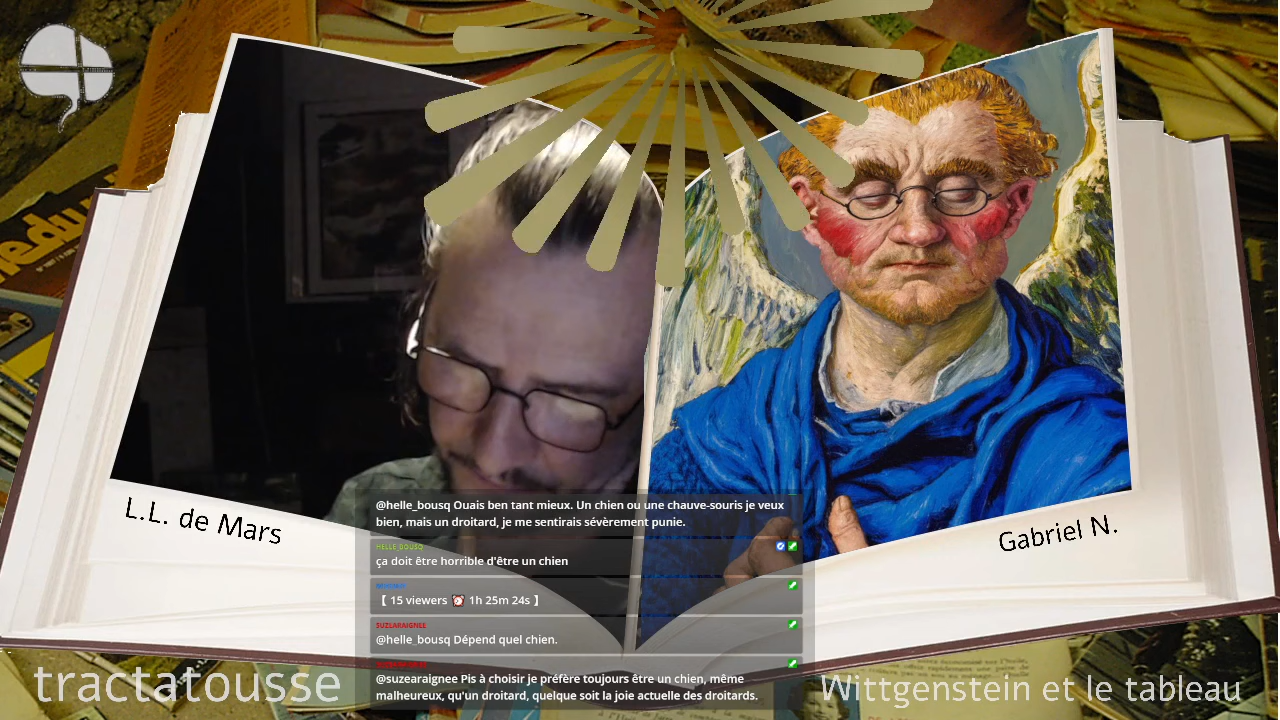 L.L. de Mars
Gabriel N.
@helle_bousq Ouais ben tant mieux. Un chien ou une chauve-souris je veux
bien, mais un droitard, je me sentirais sévèrement punie.
HELLE_BOUSQ
ça doit être horrible d'être un chien
【 15 viewers ⏰ 1h 25m 24s 】
SUZEARAIGNEE
@helle_bousq Dépend quel chien.
@suzearaignee Pis à choisir je préfère toujours être un chien, même
malheureux, qu'un droitard, quelque soit la joie actuelle des droitards.
tractatousse
Wittgenstein et le tableau